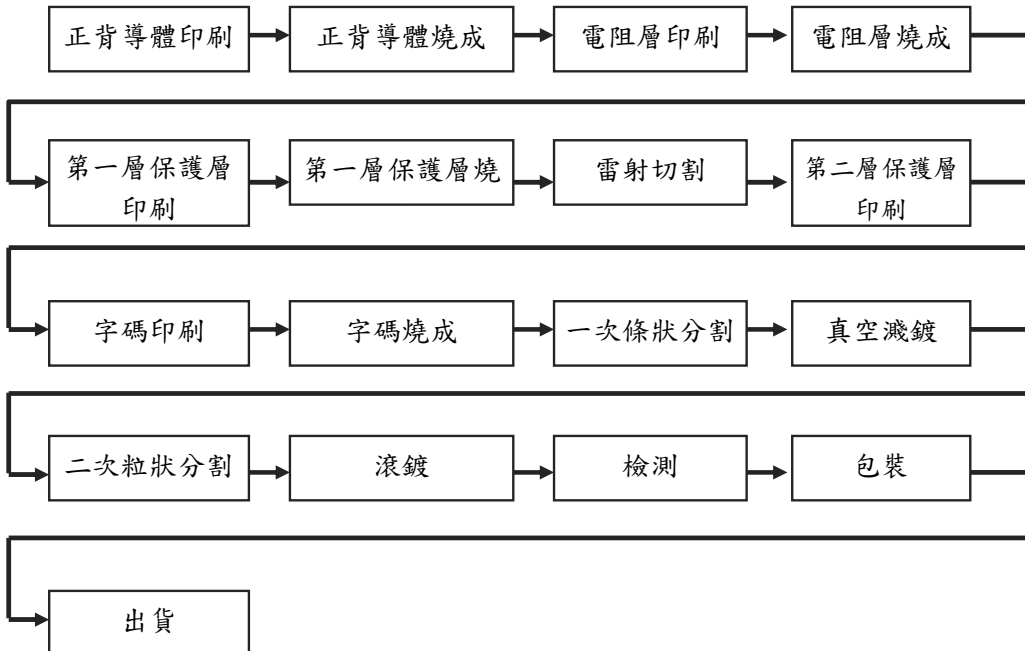 正背導體印刷
正背導體燒成
電阻層印刷
電阻層燒成
第一層保護層
印刷
第一層保護層燒
雷射切割
第二層保護層
印刷
字碼印刷
字碼燒成
一次條狀分割
真空濺鍍
二次粒狀分割
滾鍍
檢測
包裝
出貨